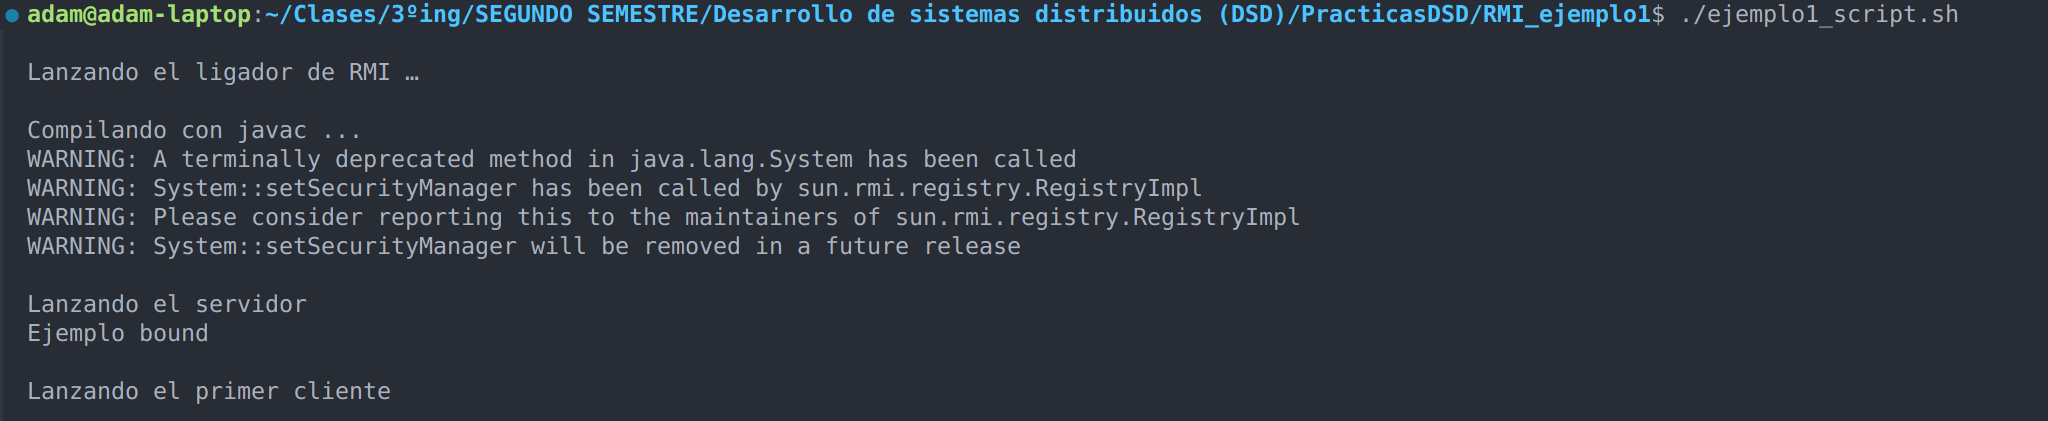 adam@adam-laptop:~/Clases/3ºing/SEGUNDO SEMESTRE/Desarrollo de sistemas distribuidos (DSD)/PracticasDSD/RMI_ejemplo1$ ./ejemplo1_script.sh
Lanzando el ligador de RMI …
Compilando con javac ...
WARNING: A terminally deprecated method in java.lang.System has been called
WARNING: System::setSecurityManager has been called by sun.rmi.registry.RegistryImpl
WARNING: Please consider reporting this to the maintainers of sun.rmi.registry.RegistryImpl
WARNING: System::setSecurityManager will be removed in a future release
Lanzando el servidor
Ejemplo bound
Lanzando el primer cliente